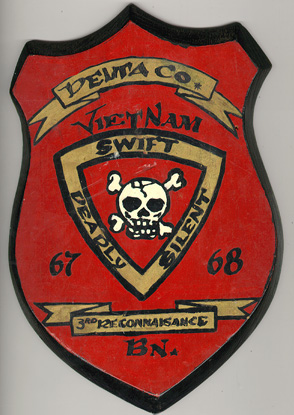 DELTA CO.
VIETNAM
SWIFT
DEADLY
SILENT
67
68
3RD RECONNAISANCE
BN.